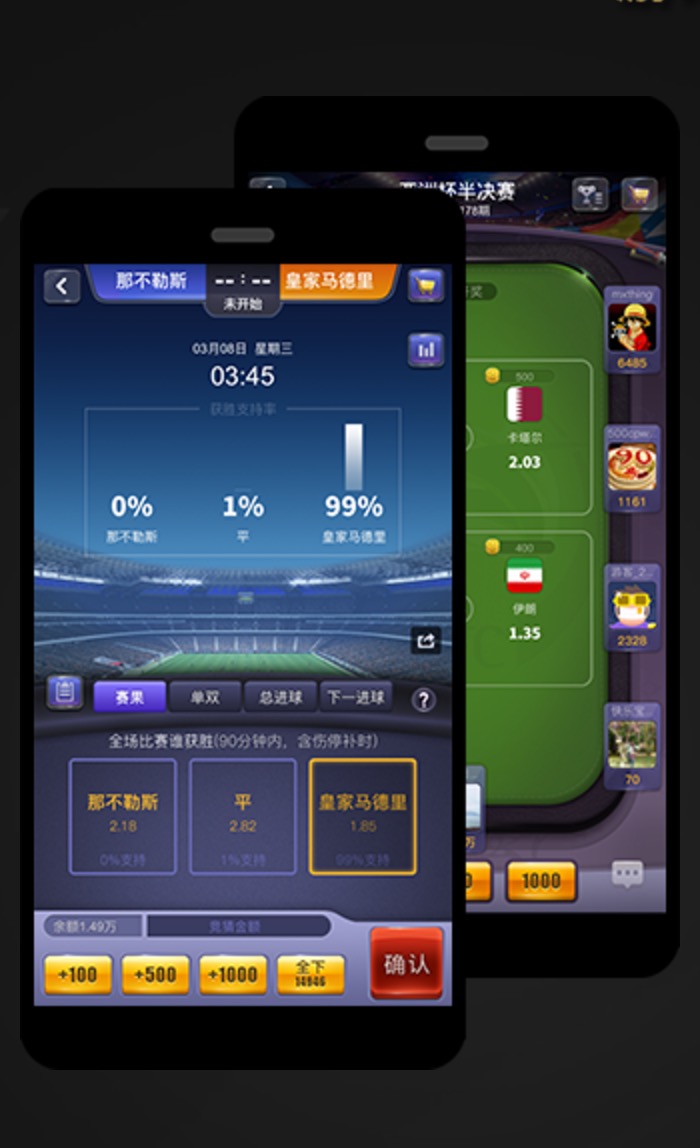 半决赛
178期
mxthing
6485
500
卡塔尔
2.03
500cpw..
1161
400
伊朗
1.35
游客_2..
2328
快乐宝..
70
1000
那不勒斯
--:--
皇家马德里
未开始
03月08日 星期三
03:45
获胜支持率
0%
1%
99%
那不勒斯
平
皇家马德里
赛果
单双
总进球
下一进球
?
全场比赛谁获胜(90分钟内，含伤停补时)
那不勒斯
平
皇家马德里
2.18
2.82
1.85
0%支持
1%支持
99%支持
余额1.49万
竞猜金额
+100
+500
+1000
全下
14946
确认